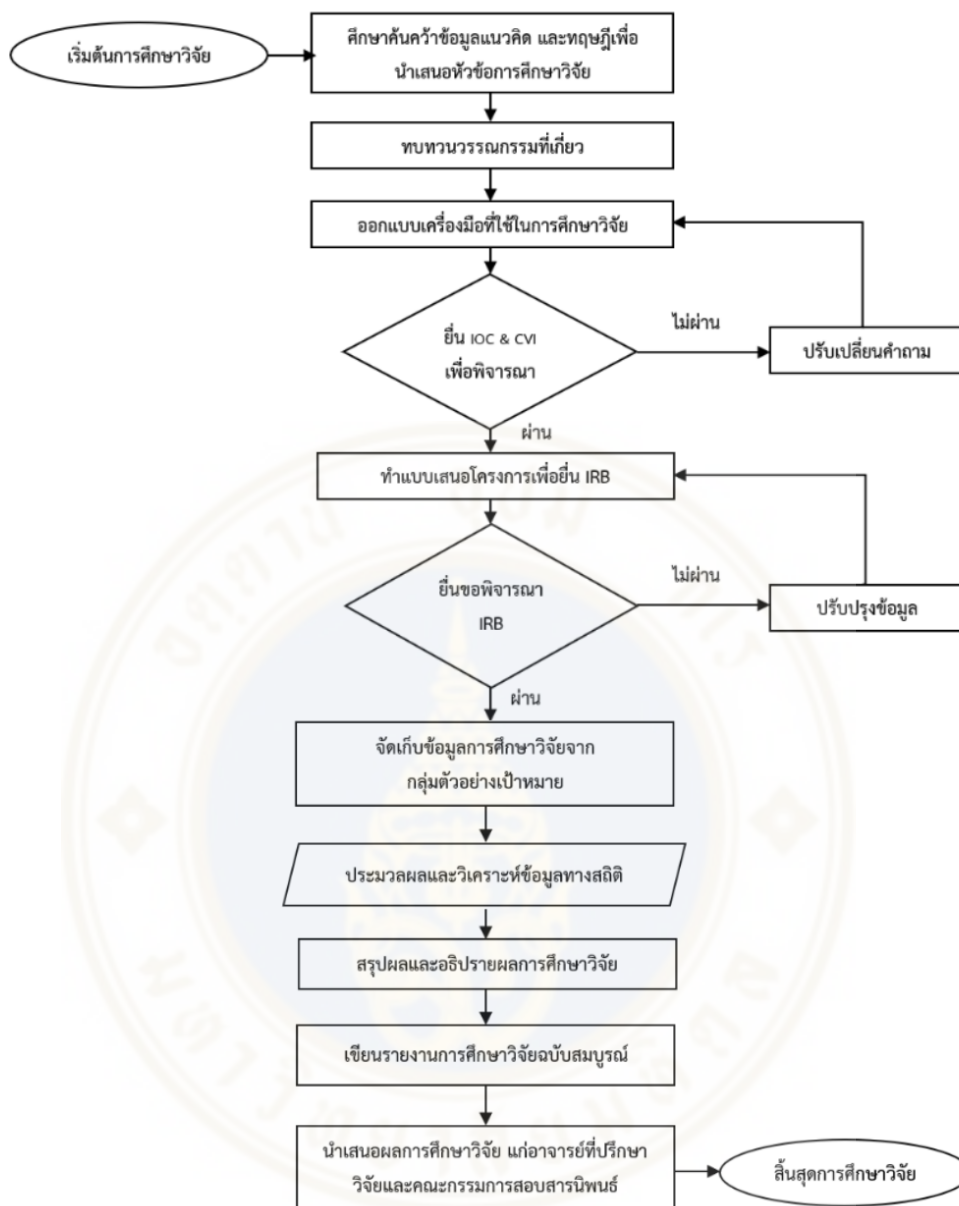 เริ่มต้นการศึกษาวิจัย
ศึกษาค้นคว้าข้อมูลแนวคิด และทฤษฎีเพื่อ
นำเสนอหัวข้อการศึกษาวิจัย
ทบทวนวรรณกรรมที่เกี่ยว
ออกแบบเครื่องมือที่ใช้ในการศึกษาวิจัย
ยื่น IOC & CVI
เพื่อพิจารณา
ไม่ผ่าน
ปรับเปลี่ยนคำถาม
ผ่าน
ทำแบบเสนอโครงการเพื่อยื่น IRB
ยื่นขอพิจารณา
IRB
ไม่ผ่าน
ปรับปรุงข้อมูล
ผ่าน
จัดเก็บข้อมูลการศึกษาวิจัยจาก
กลุ่มตัวอย่างเป้าหมาย
ประมวลผลและวิเคราะห์ข้อมูลทางสถิติ
สรุปผลและอธิปรายผลการศึกษาวิจัย
เขียนรายงานการศึกษาวิจัยฉบับสมบูรณ์
นำเสนอผลการศึกษาวิจัย แก่อาจารย์ที่ปรึกษา
วิจัยและคณะกรรมการสอบสารนิพนธ์
สิ้นสุดการศึกษาวิจัย
มหาวิทยาลัยมหิดล